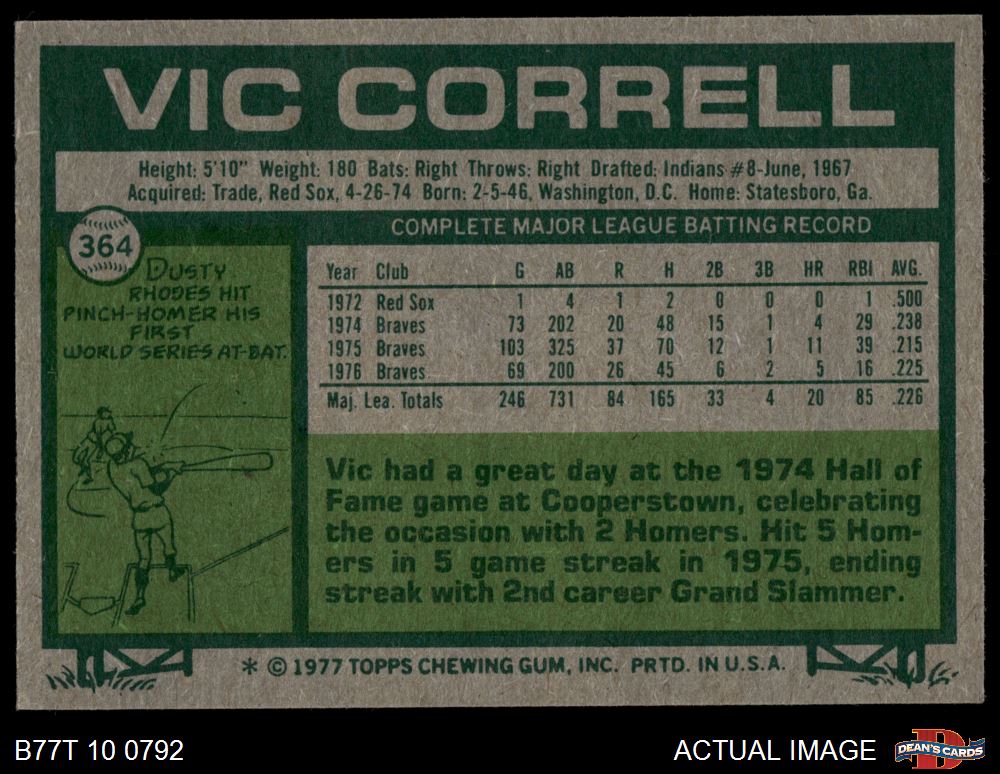 VIC CORRELL
Height: 5'10" Weight: 180 Bats: Right Throws: Right Drafted: Indians #8-June, 1967
Acquired: Trade, Red Sox, 4-26-74 Born: 2-5-46, Washington, D.C. Home: Statesboro, Ga.
364
DUSTY
RHODES HIT
PINCH-HOMER HIS
FIRST
WORLD SERIES AT-BAT.
COMPLETE MAJOR LEAGUE BATTING RECORD
Year Club G AB R H 2B 3B HR RBI AVG.
1972 Red Sox 1 4 1 2 0 0 0 1 .500
1974 Braves 73 202 20 48 15 1 4 29 .238
1975 Braves 103 325 37 70 12 1 11 39 .215
1976 Braves 69 200 26 45 6 2 5 16 .225
Maj. Lea. Totals 246 731 84 165 33 4 20 85 .226
Vic had a great day at the 1974 Hall of
Fame game at Cooperstown, celebrating
the occasion with 2 Homers. Hit 5 Hom-
ers in 5 game streak in 1975, ending
streak with 2nd career Grand Slammer.
* © 1977 TOPPS CHEWING GUM, INC. PRTD. IN U.S.A.
B77T 10 0792
ACTUAL IMAGE
D
DEAN'S CARDS